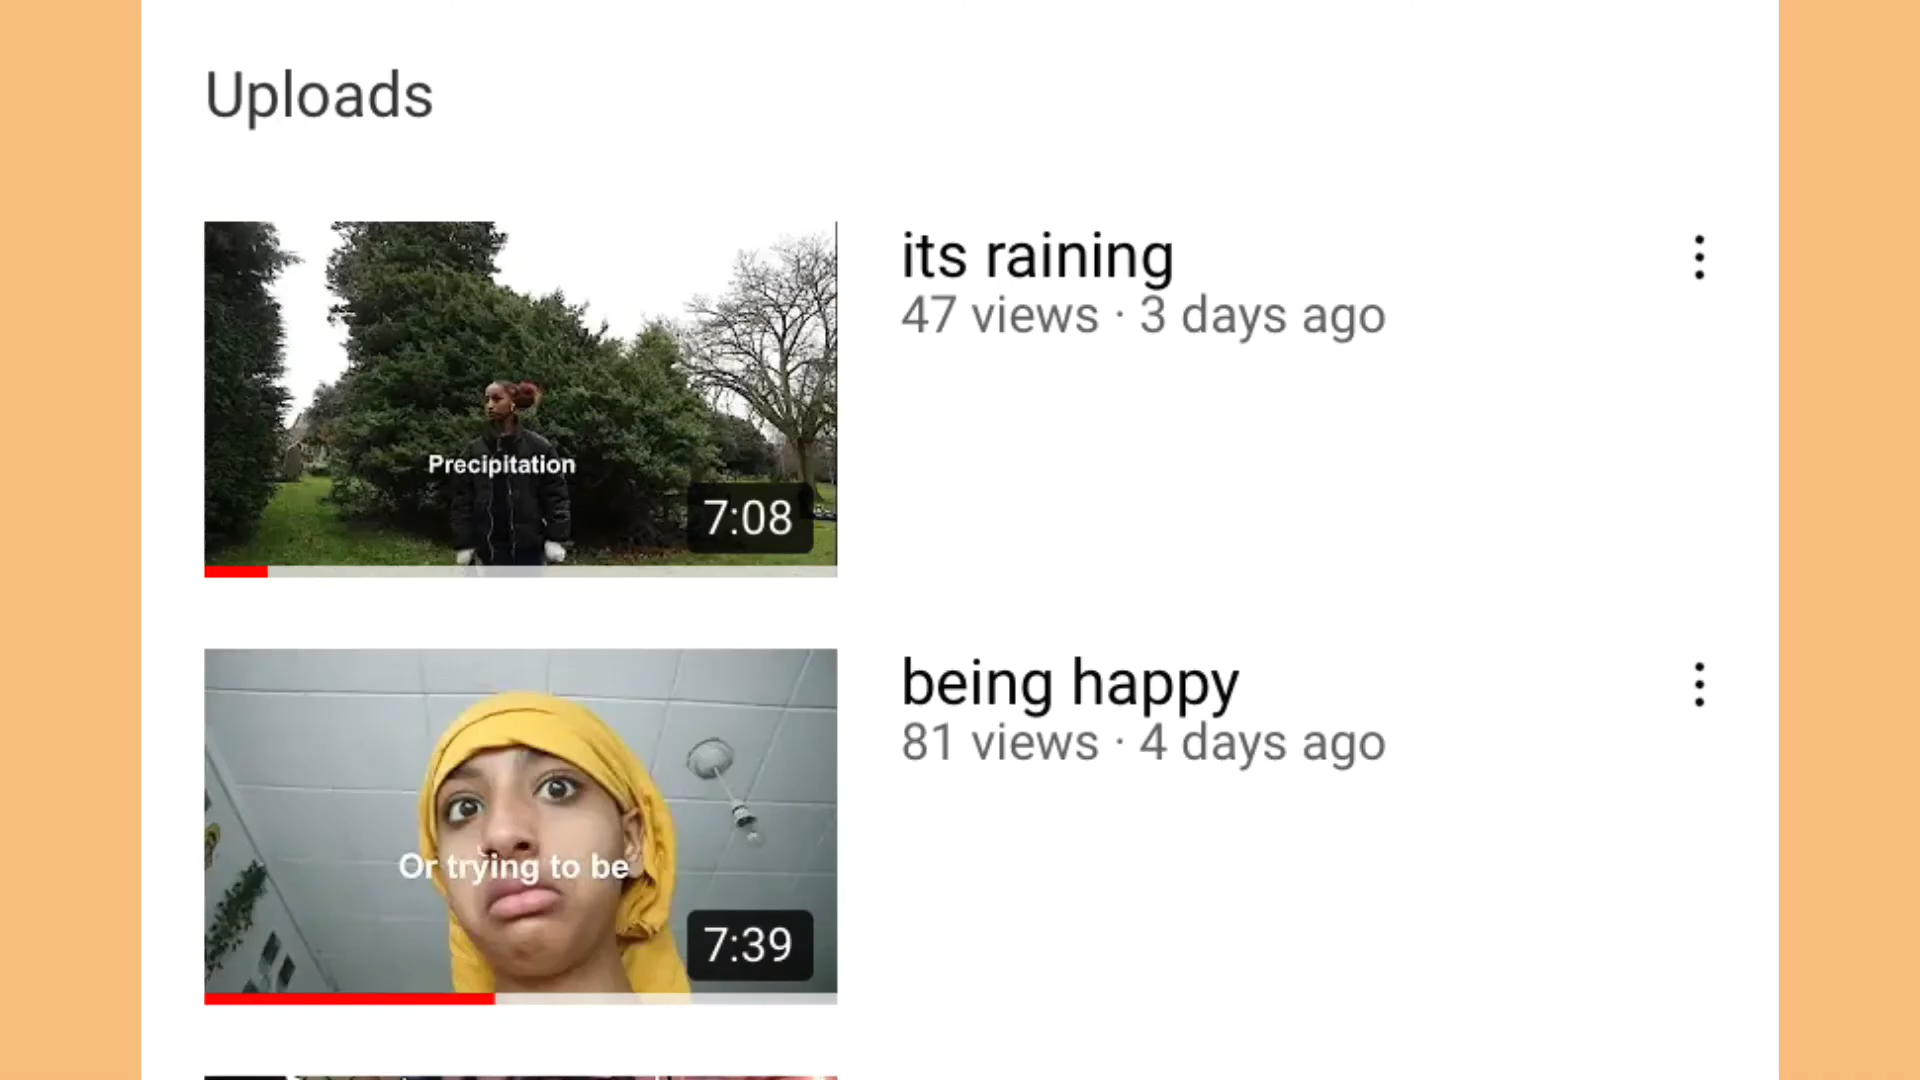 Uploads
its raining
47 views · 3 days ago
Precipitation
7:08
being happy
81 views · 4 days ago
Or trying to be
7:39